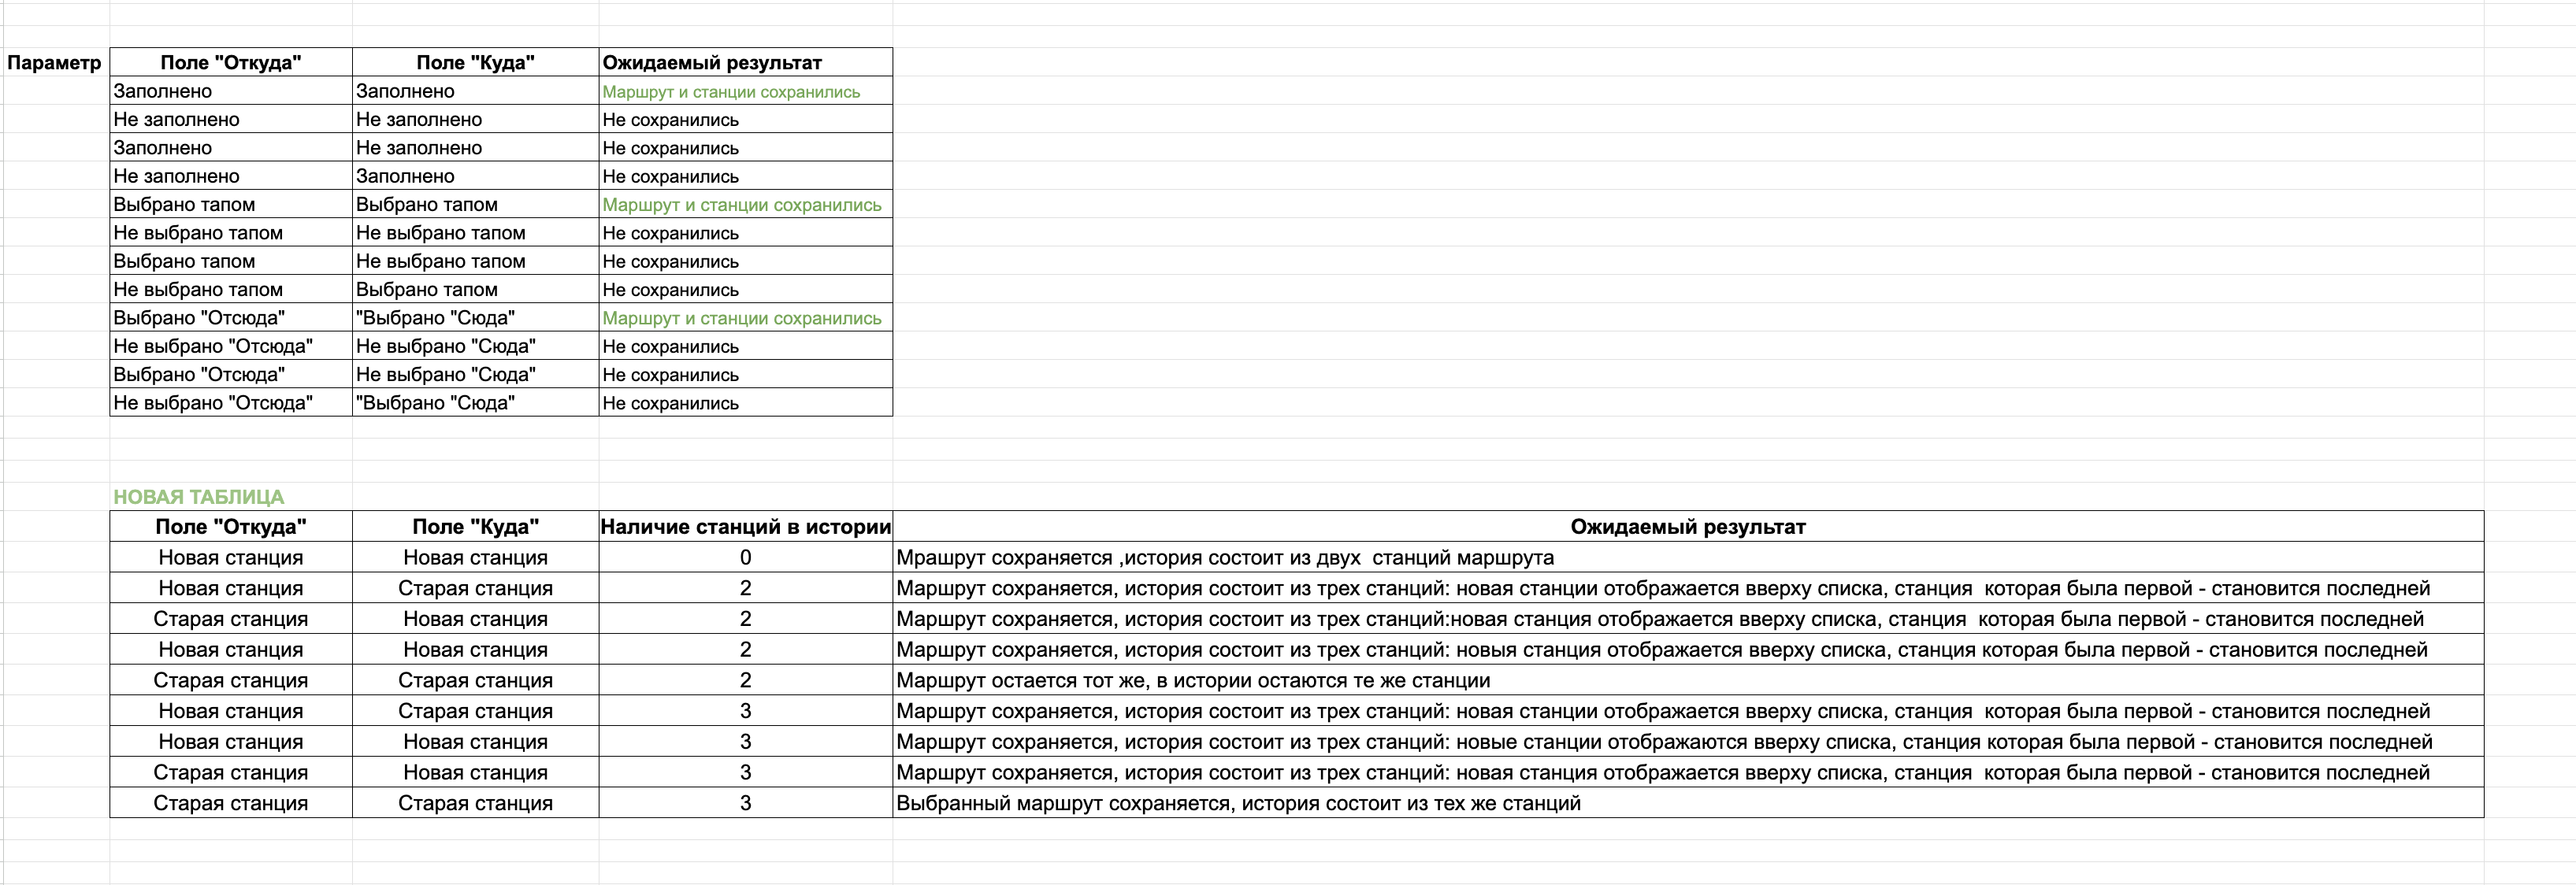 Параметр Поле "Откуда" Поле "Куда" Ожидаемый результат
Заполнено Заполнено Маршрут и станции сохранились
Не заполнено Не заполнено Не сохранились
Заполнено Не заполнено Не сохранились
Не заполнено Заполнено Не сохранились
Выбрано тапом Выбрано тапом Маршрут и станции сохранились
Не выбрано тапом Не выбрано тапом Не сохранились
Выбрано тапом Не выбрано тапом Не сохранились
Не выбрано тапом Выбрано тапом Не сохранились
Выбрано "Отсюда" "Выбрано "Сюда" Маршрут и станции сохранились
Не выбрано "Отсюда" Не выбрано "Сюда" Не сохранились
Выбрано "Отсюда" Не выбрано "Сюда" Не сохранились
Не выбрано "Отсюда" "Выбрано "Сюда" Не сохранились
НОВАЯ ТАБЛИЦА
Поле "Откуда" Поле "Куда" Наличие станций в истории Ожидаемый результат
Новая станция Новая станция 0 Мрашрут сохраняется ,история состоит из двух  станций маршрута
Новая станция Старая станция 2 Маршрут сохраняется, история состоит из трех станций: новая станции отображается вверху списка, станция  которая была первой - становится последней
Старая станция Новая станция 2 Маршрут сохраняется, история состоит из трех станций:новая станция отображается вверху списка, станция  которая была первой - становится последней
Новая станция Новая станция 2 Маршрут сохраняется, история состоит из трех станций: новыя станция отображается вверху списка, станция которая была первой - становится последней
Старая станция Старая станция 2 Маршрут остается тот же, в истории остаются те же станции
Новая станция Старая станция 3 Маршрут сохраняется, история состоит из трех станций: новая станции отображается вверху списка, станция  которая была первой - становится последней
Новая станция Новая станция 3 Маршрут сохраняется, история состоит из трех станций: новые станции отображаются вверху списка, станция которая была первой - становится последней
Старая станция Новая станция 3 Маршрут сохраняется, история состоит из трех станций: новая станция отображается вверху списка, станция  которая была первой - становится последней
Старая станция Старая станция 3 Выбранный маршрут сохраняется, история состоит из тех же станций